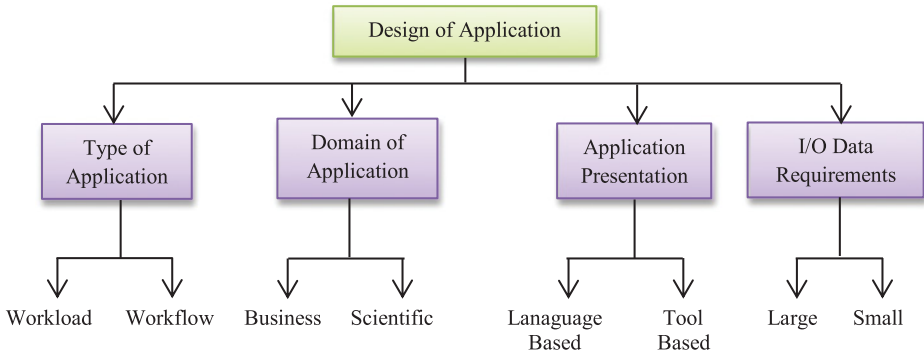 Design of Application
Type of
Application
Domain of
Application
Application
Presentation
I/O Data
Requirements
Workload
Workflow
Business
Scientific
Lanaguage
Based
Tool
Based
Large
Small